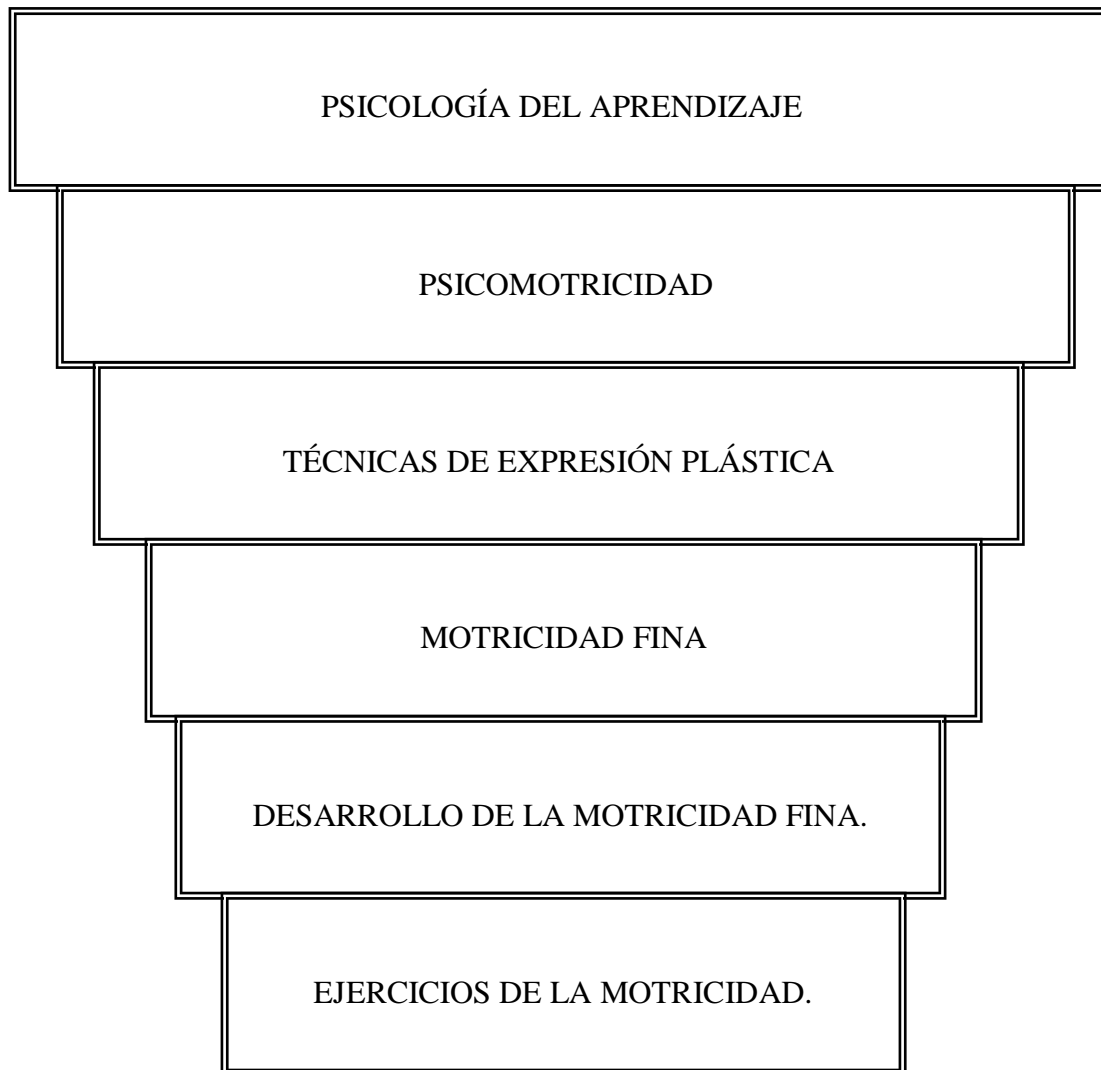 PSICOLOGÍA DEL APRENDIZAJE
PSICOMOTRICIDAD
TÉCNICAS DE EXPRESIÓN PLÁSTICA
MOTRICIDAD FINA
DESARROLLO DE LA MOTRICIDAD FINA.
EJERCICIOS DE LA MOTRICIDAD.